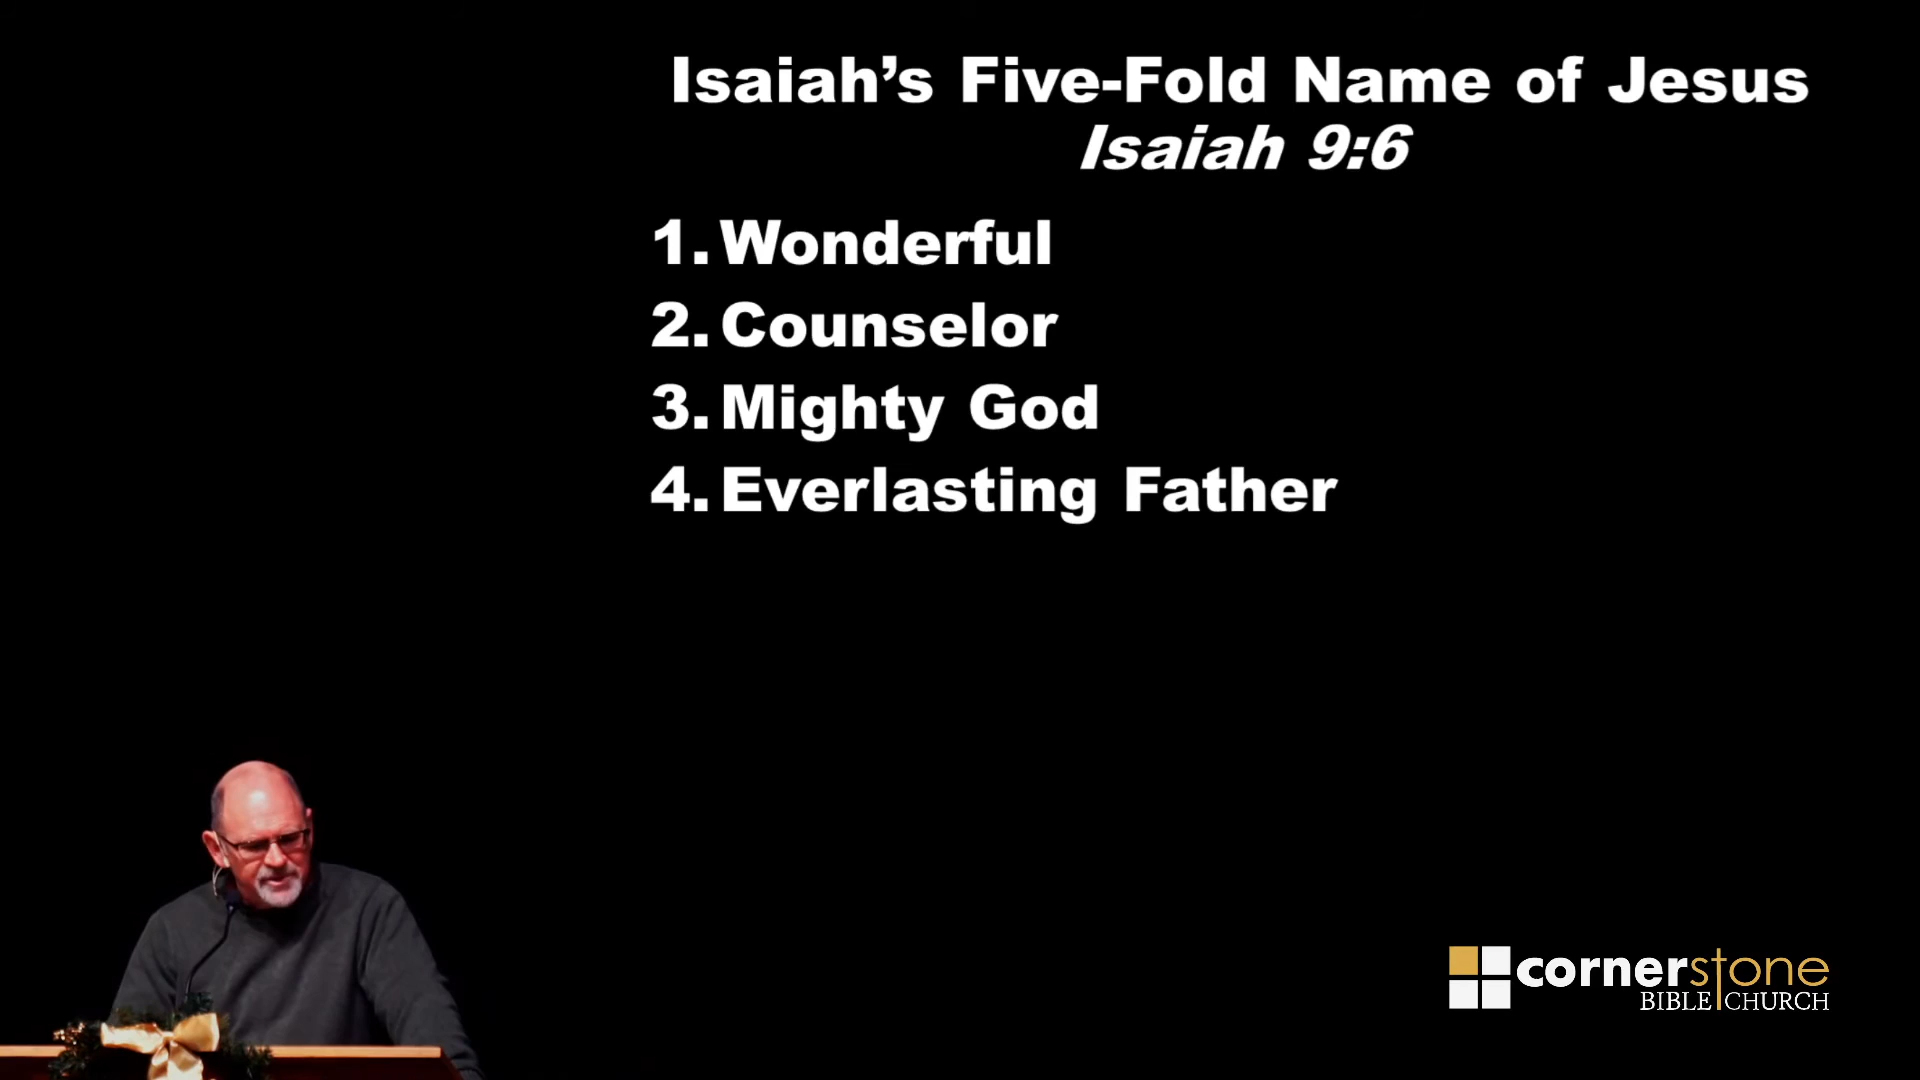 Isaiah’s Five-Fold Name of Jesus
Isaiah 9:6
1. Wonderful
2. Counselor
3. Mighty God
4. Everlasting Father
cornerstone
BIBLE CHURCH